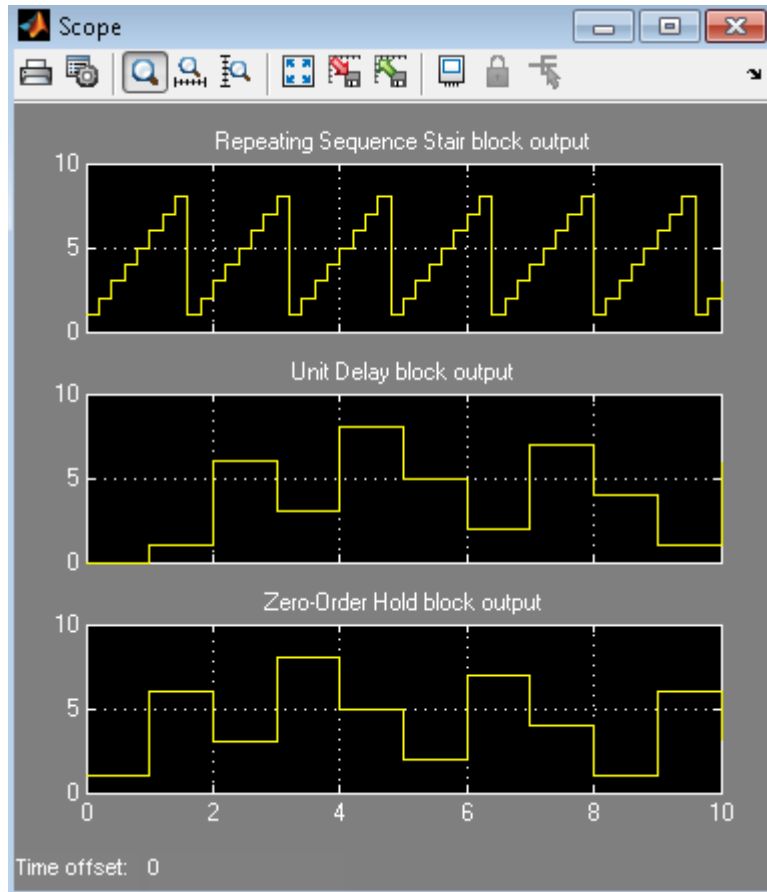 Scope
Repeating Sequence Stair block output
10
5
0
Unit Delay block output
10
5
0
Zero-Order Hold block output
10
5
0
0 2 4 6 8 10
Time offset: 0